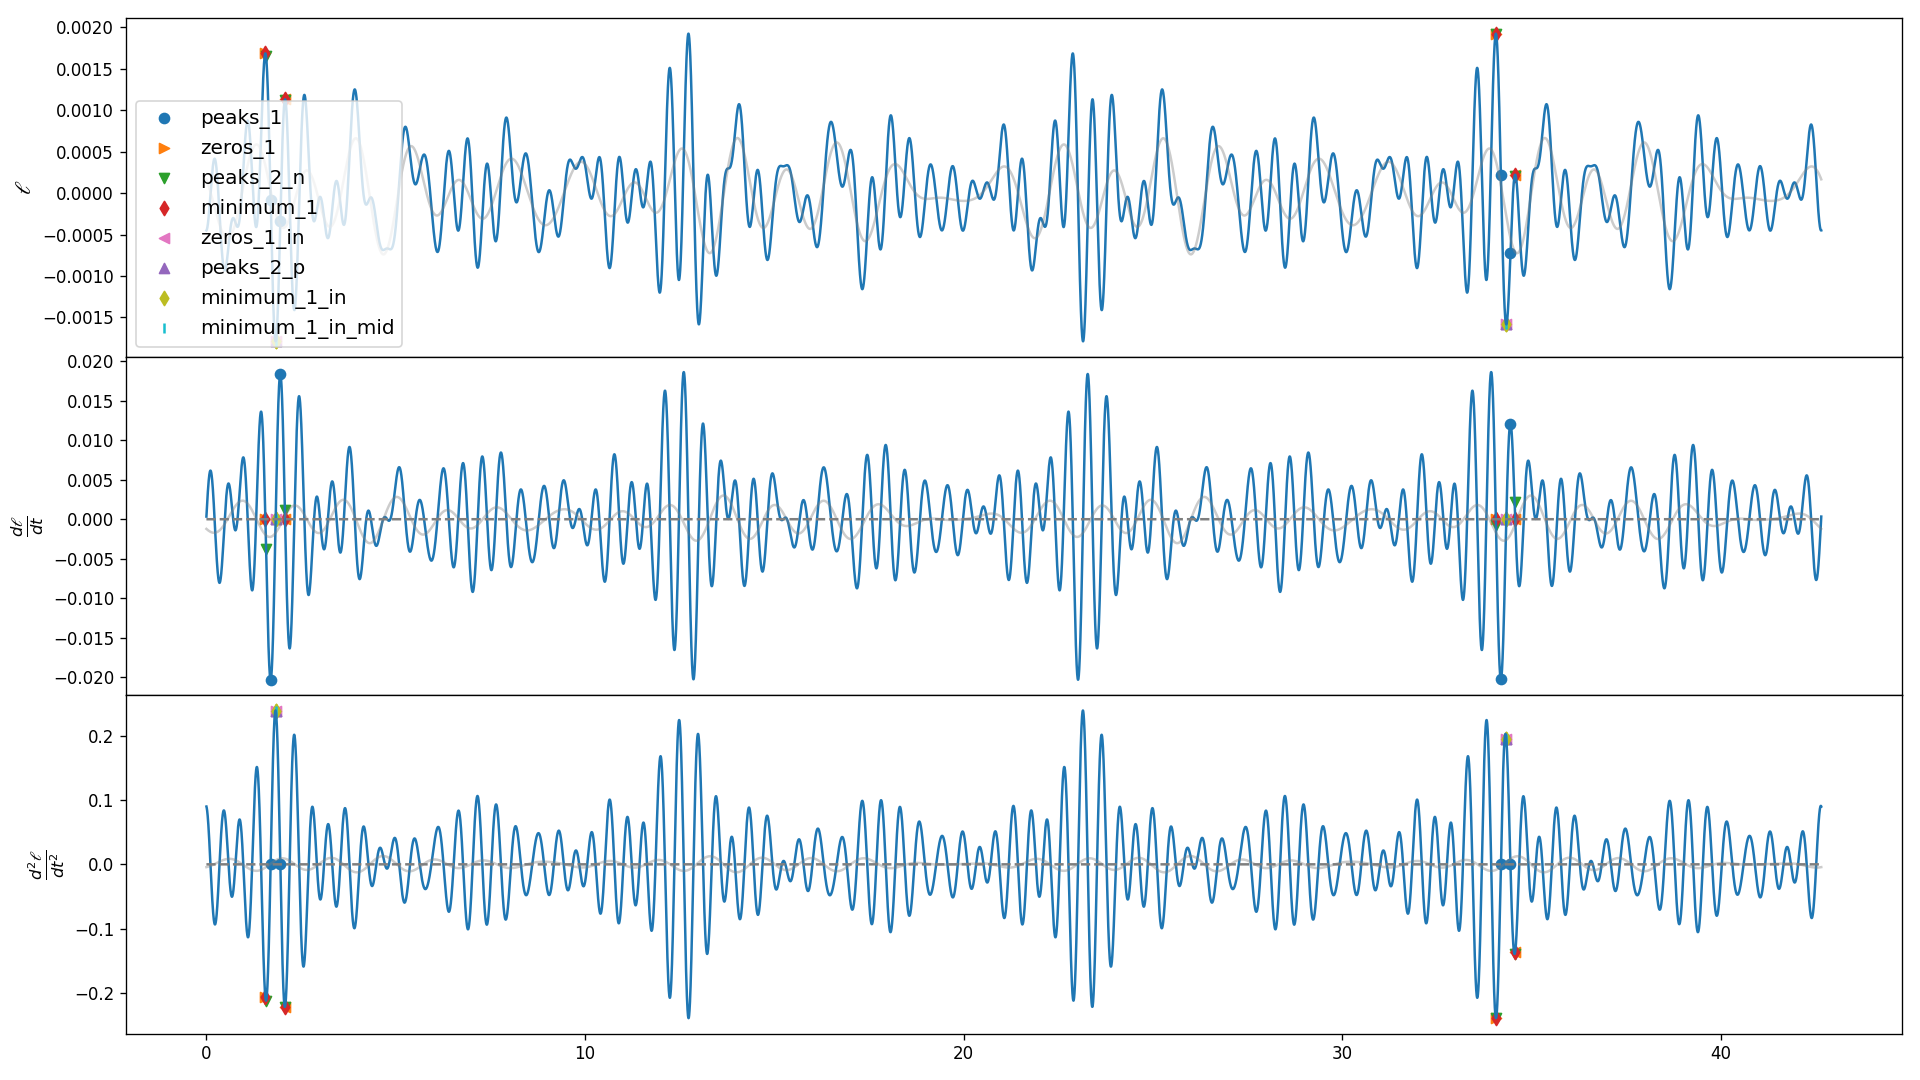 0.0020
0.0015
0.0010
0.0005
0.0000
−0.0005
−0.0010
−0.0015
ℓ
peaks_1
zeros_1
peaks_2_n
minimum_1
zeros_1_in
peaks_2_p
minimum_1_in
minimum_1_in_mid
0.020
0.015
0.010
0.005
0.000
−0.005
−0.010
−0.015
−0.020
dℓ
dt
0.2
0.1
0.0
−0.1
−0.2
d²ℓ
dt²
0 10 20 30 40